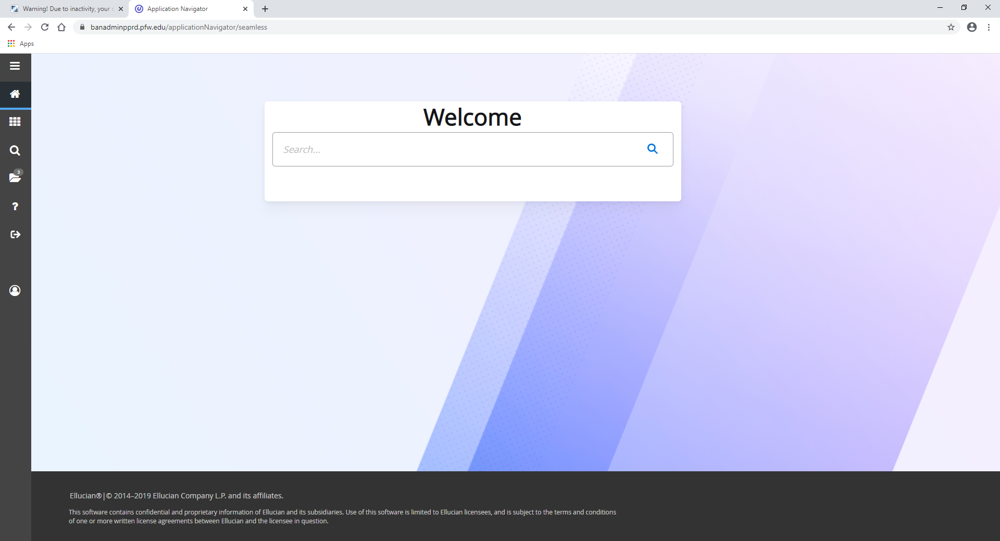 Warning! Due to inactivity, your s
Application Navigator
banadminpprd.pfw.edu/applicationNavigator/seamless
Apps
3
Welcome
Search...
Ellucian®|© 2014–2019 Ellucian Company L.P. and its affiliates.
This software contains confidential and proprietary information of Ellucian and its subsidiaries. Use of this software is limited to Ellucian licensees, and is subject to the terms and conditions
of one or more written license agreements between Ellucian and the licensee in question.